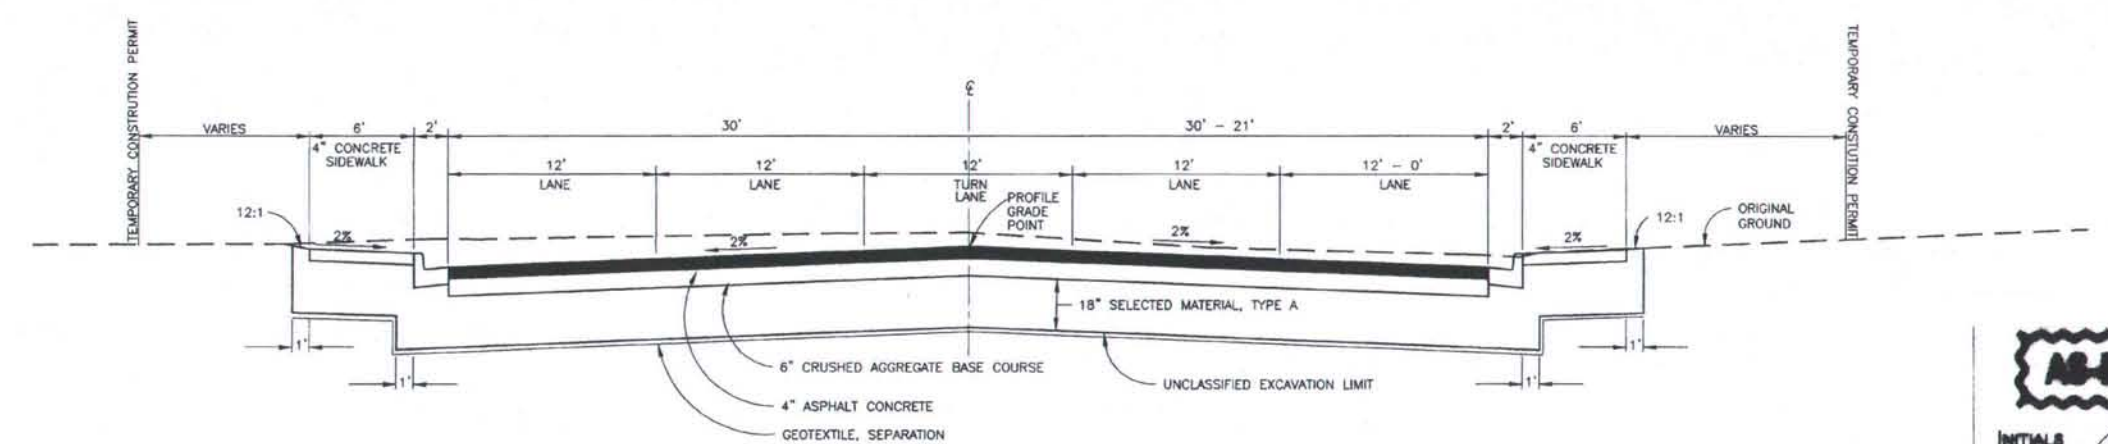 TEMPORARY CONSTRUTION PERMIT
TEMPORARY CONSTUTION PERMIT
℄
VARIES
6'
2'
30'
30' - 21'
2'
6'
VARIES
4" CONCRETE
SIDEWALK
4" CONCRETE
SIDEWALK
12'
LANE
12'
LANE
12'
TURN
LANE
12'
LANE
12' - 0'
LANE
PROFILE
GRADE
POINT
12:1
2%
2%
2%
2%
12:1
ORIGINAL
GROUND
18" SELECTED MATERIAL, TYPE A
1'
1'
1'
1'
6" CRUSHED AGGREGATE BASE COURSE
UNCLASSIFIED EXCAVATION LIMIT
4" ASPHALT CONCRETE
GEOTEXTILE, SEPARATION
INITIALS